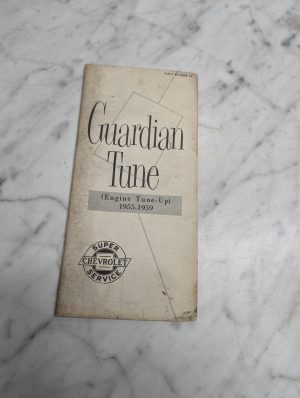 Guardian
Tune
(Engine Tune-Up)
1955-1959
SUPER
CHEVROLET
SERVICE